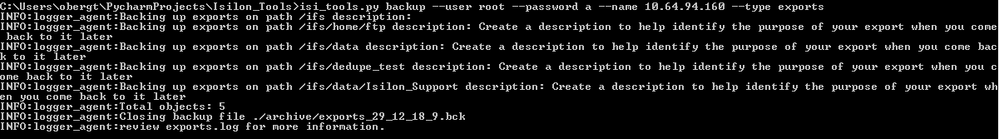 C:\Users\obergt\PycharmProjects\Isilon_Tools>isi_tools.py backup --user root --password a --name 10.64.94.160 --type exports
INFO:logger_agent:Backing up exports on path /ifs description:
INFO:logger_agent:Backing up exports on path /ifs/home/ftp description: Create a description to help identify the purpose of your export when you come
 back to it later
INFO:logger_agent:Backing up exports on path /ifs/data description: Create a description to help identify the purpose of your export when you come bac
k to it later
INFO:logger_agent:Backing up exports on path /ifs/dedupe_test description: Create a description to help identify the purpose of your export when you c
ome back to it later
INFO:logger_agent:Backing up exports on path /ifs/data/Isilon_Support description: Create a description to help identify the purpose of your export wh
en you come back to it later
INFO:logger_agent:Total objects: 5
INFO:logger_agent:Closing backup file ./archive/exports_29_12_18_9.bck
INFO:logger_agent:review exports.log for more information.